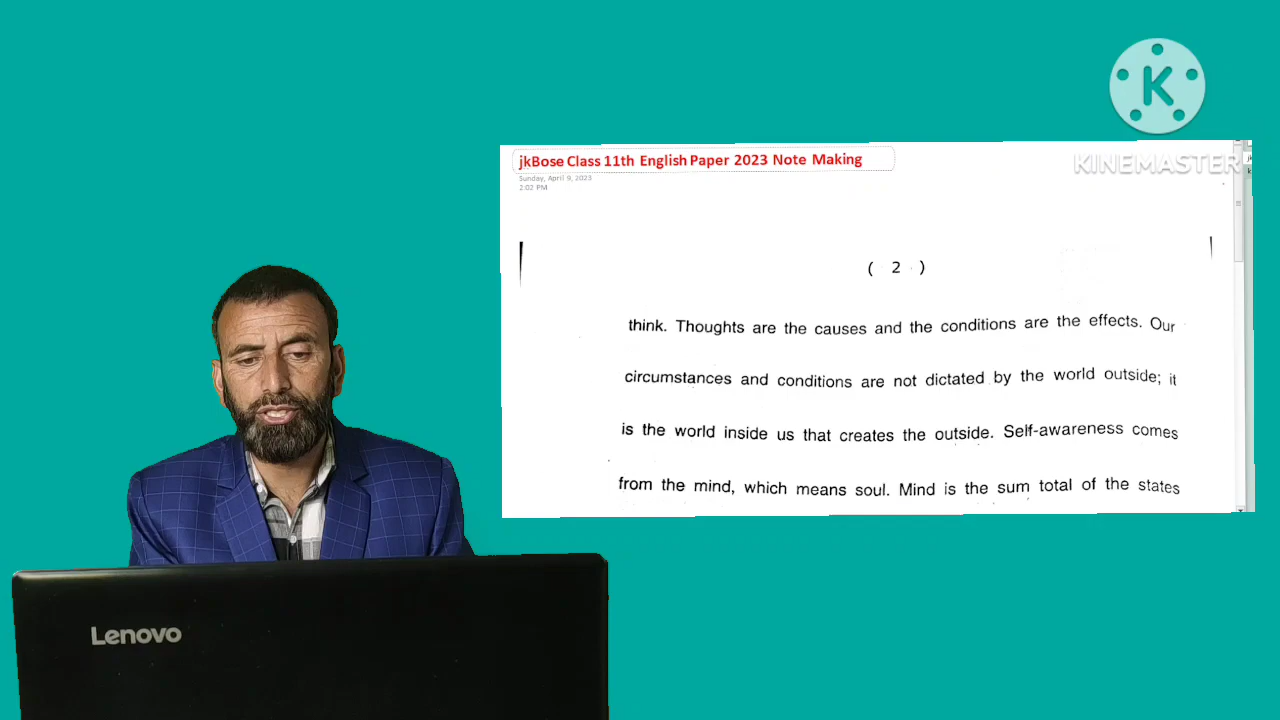 KINEMASTER
jkBose Class 11th English Paper 2023 Note Making
Sunday, April 9, 2023
2:02 PM
( 2 )
think. Thoughts are the causes and the conditions are the effects. Our
circumstances and conditions are not dictated by the world outside; it
is the world inside us that creates the outside. Self-awareness comes
from the mind, which means soul. Mind is the sum total of the states
Lenovo